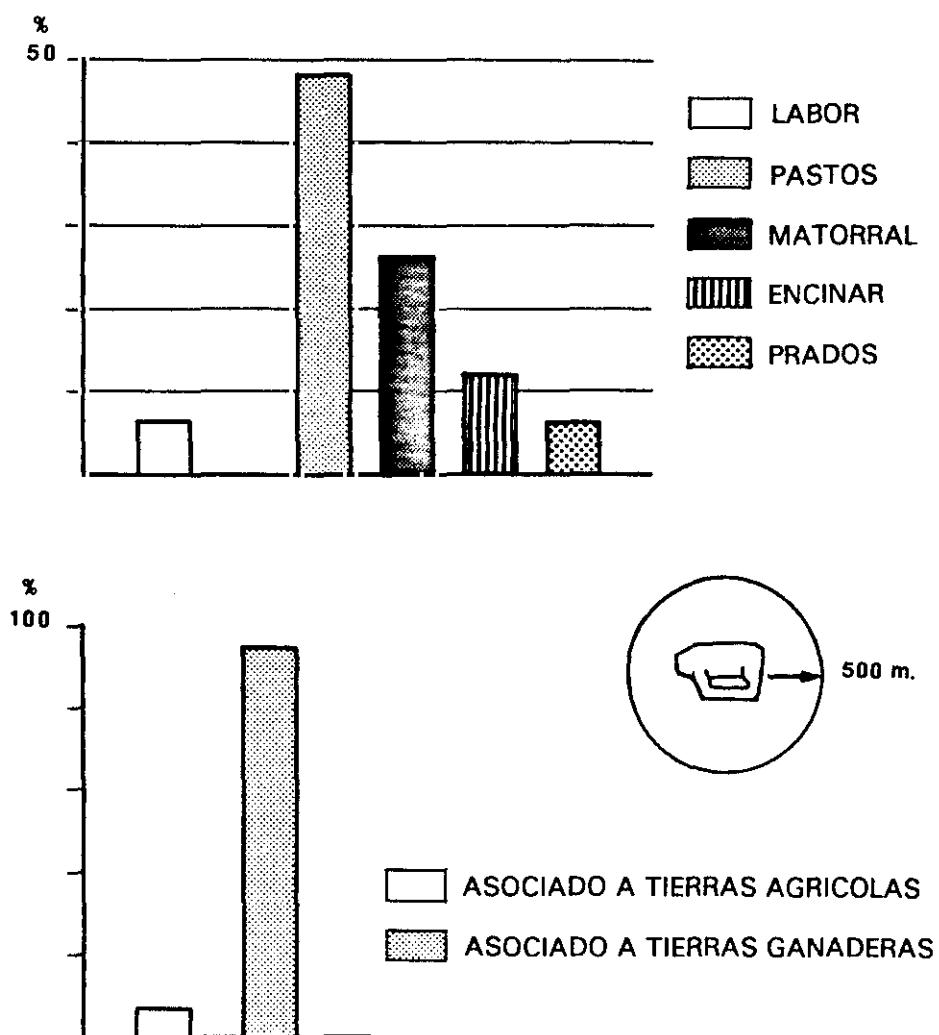 %
50
LABOR
PASTOS
MATORRAL
ENCINAR
PRADOS
%
100
500 m.
ASOCIADO A TIERRAS AGRICOLAS
ASOCIADO A TIERRAS GANADERAS